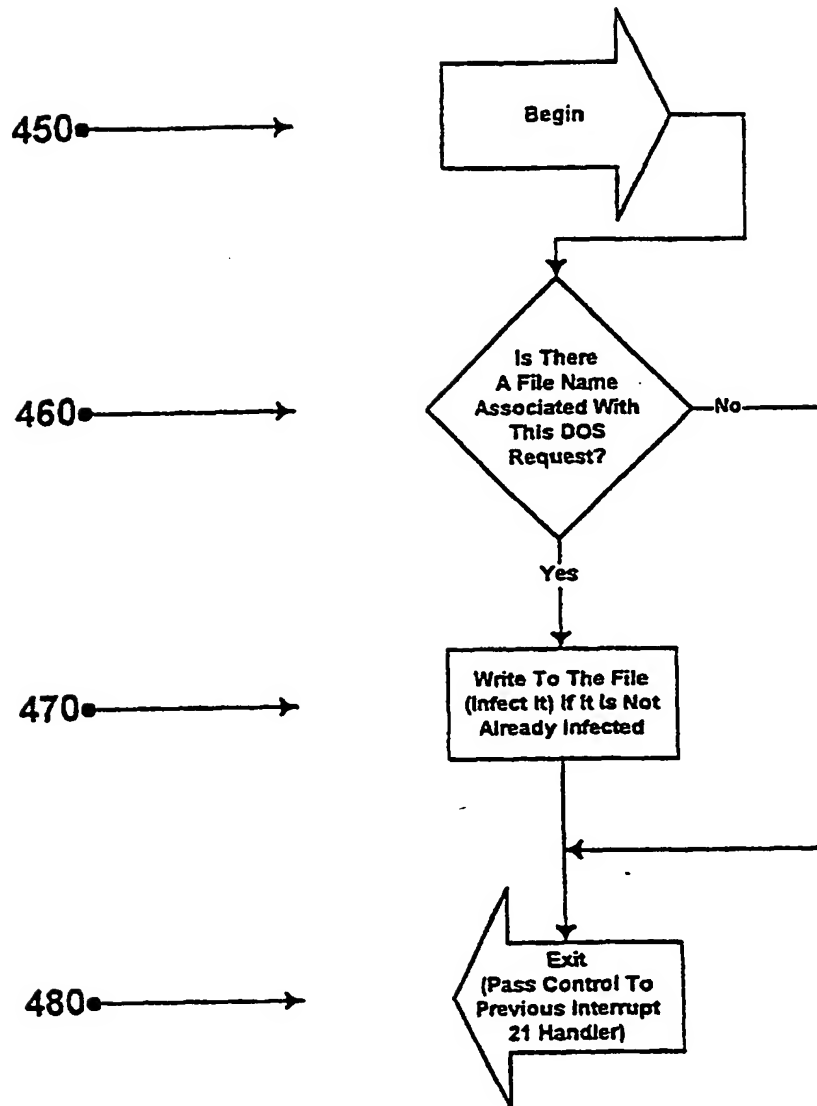 450
Begin
460
Is There
A File Name
Associated With
This DOS
Request?
No
Yes
470
Write To The File
(Infect It) If It Is Not
Already Infected
480
Exit
(Pass Control To
Previous Interrupt
21 Handler)